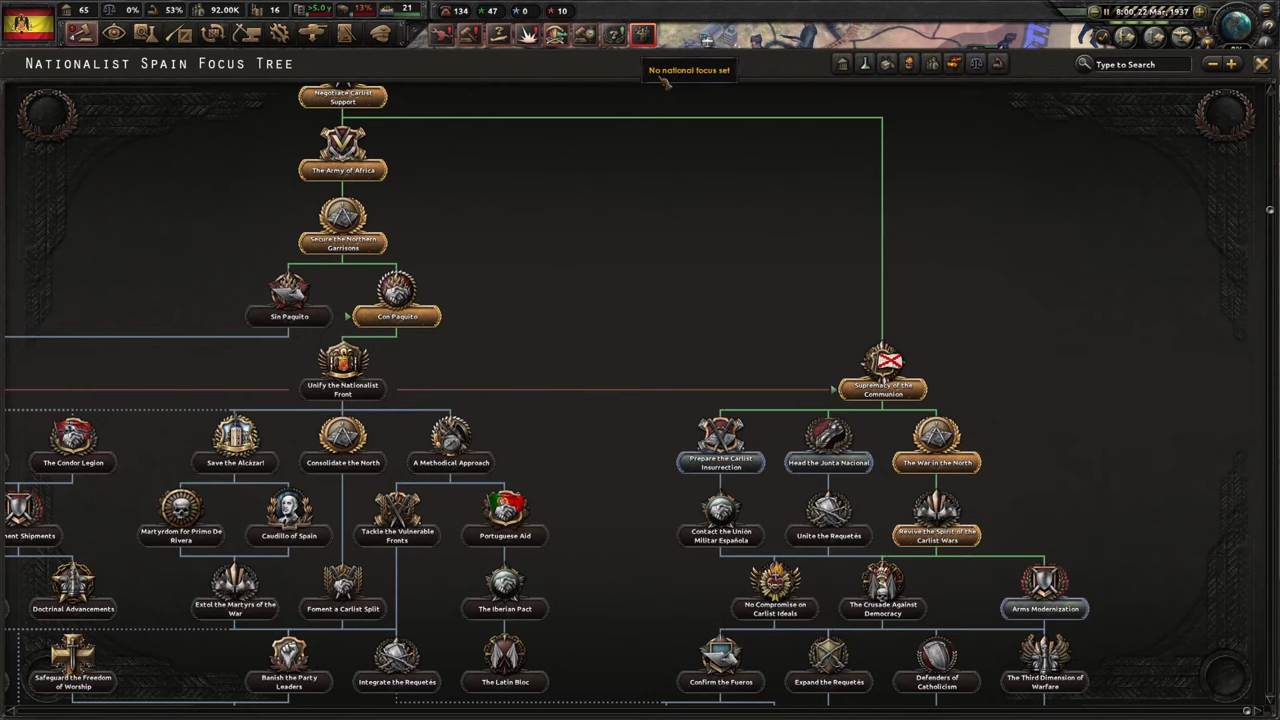 65
0%
53%
92.00K
16
>5.0y
13%
21
134
47
0
10
8:00, 22 Mar, 1937
Nationalist Spain Focus Tree
No national focus set
Type to Search
Negotiate Carlist
Support
The Army of Africa
Secure the Northern
Garrisons
Sin Paquito
Con Paquito
Unify the Nationalist
Front
Supremacy of the
Communion
The Condor Legion
Save the Alcázar!
Consolidate the North
A Methodical Approach
Prepare the Carlist
Insurrection
Head the Junta Nacional
The War in the North
ment Shipments
Martyrdom for Primo De
Rivera
Caudillo of Spain
Tackle the Vulnerable
Fronts
Portuguese Aid
Contact the Unión
Militar Española
Unite the Requetés
Revive the Spirit of the
Carlist Wars
Doctrinal Advancements
Extol the Martyrs of the
War
Foment a Carlist Split
The Iberian Pact
No Compromise on
Carlist Ideals
The Crusade Against
Democracy
Arms Modernization
Safeguard the Freedom
of Worship
Banish the Party
Leaders
Integrate the Requetés
The Latin Bloc
Confirm the Fueros
Expand the Requetés
Defenders of
Catholicism
The Third Dimension of
Warfare